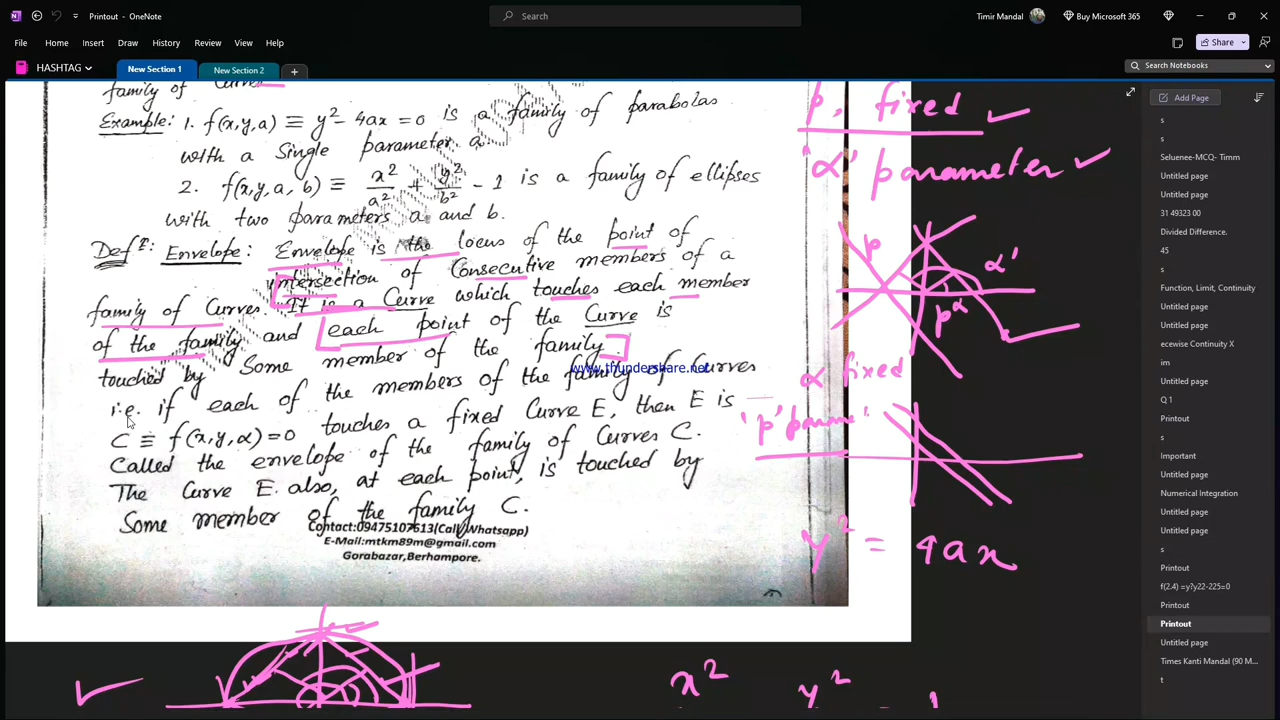 Printout - OneNote
Search
Timir Mandal
Buy Microsoft 365
File Home Insert Draw History Review View Help
Share
HASHTAG
New Section 1
New Section 2
Search Notebooks
Add Page
family of Curves
Example: 1. f(x,y,a) ≡ y² - 4ax = 0 is a family of parabolas
with a Single parameter a.
2. f(x,y,a,b) ≡ x²/a² + y²/b² - 1 is a family of ellipses
with two parameters a and b.
Defⁿ: Envelope: Envelope is the locus of the point of
intersection of Consecutive members of a
family of Curves. It is a Curve which touches each member
of the family and each point of the Curve is
touched by Some member of the family.
www.thundershare.net
i.e. if each of the members of the family of Curves
C ≡ f(x,y,α) = 0 touches a fixed Curve E, then E is
Called the envelope of the family of Curves C.
The Curve E also, at each point, is touched by
Some member of the family C.
Contact:09475107613(Call/Whatsapp)
E-Mail:mtkm89m@gmail.com
Gorabazar,Berhampore.
p, fixed
'α' parameter
p
α'
pα
α fixed
y² = 4ax
x²
y²
1
s
s
Seluenee-MCQ- Timm
Untitled page
Untitled page
31 49323 00
Divided Difference.
45
s
Function, Limit, Continuity
Untitled page
Untitled page
ecewise Continuity X
im
Untitled page
Q 1
Printout
s
Important
Untitled page
Numerical Integration
Untitled page
Untitled page
s
Printout
f(2.4) =y?y22-225=0
Printout
Printout
Untitled page
Times Kanti Mandal (90 M...
t